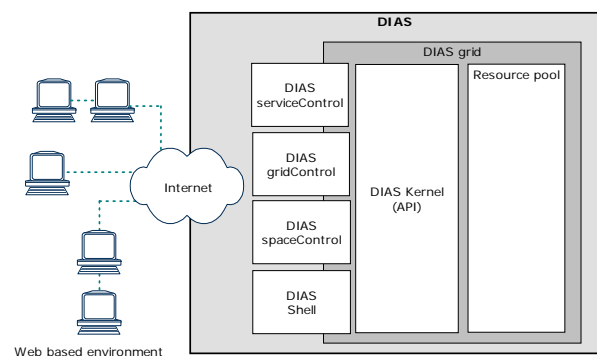 DIAS
DIAS grid
DIAS
serviceControl
DIAS
gridControl
DIAS
spaceControl
DIAS
Shell
DIAS Kernel
(API)
Resource pool
Internet
Web based environment